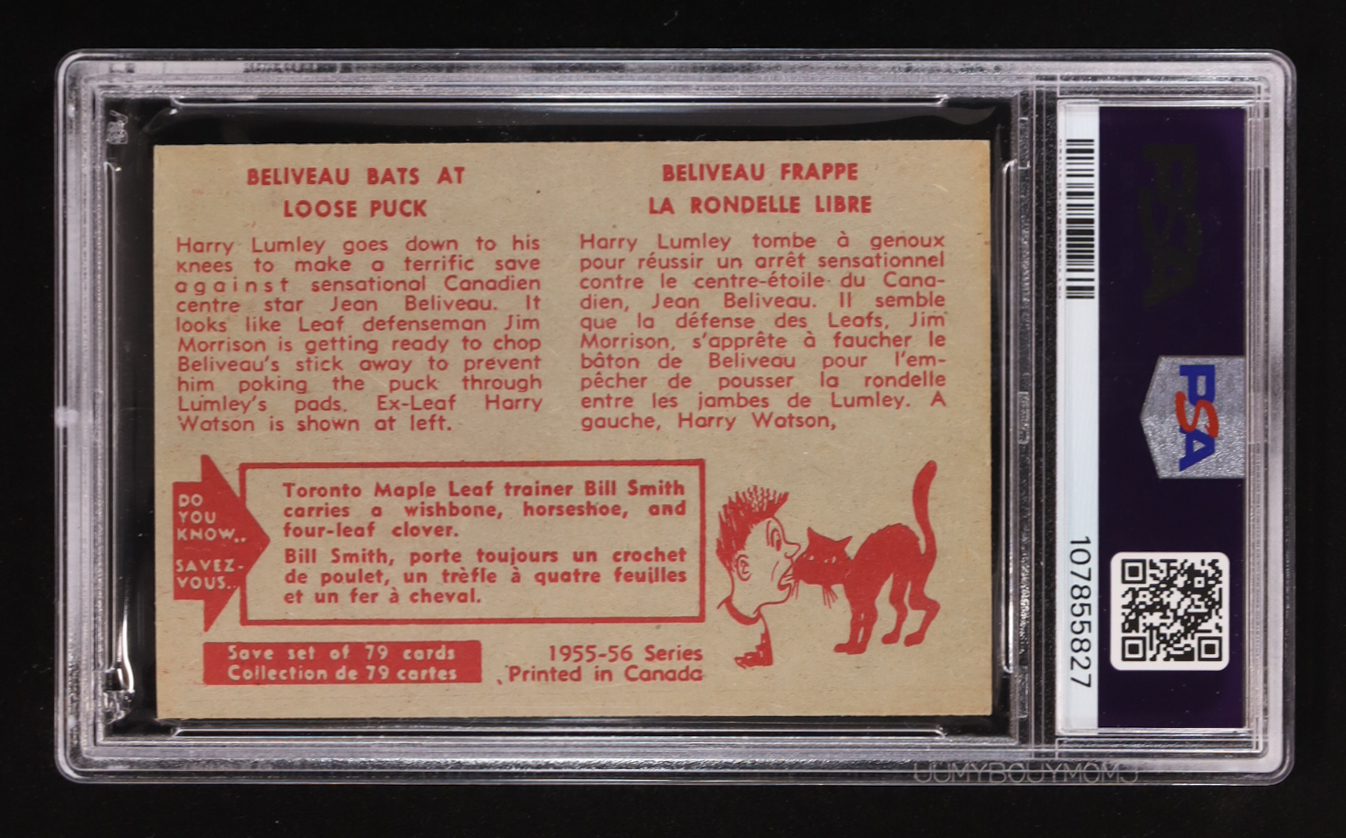 BELIVEAU BATS AT
LOOSE PUCK
Harry Lumley goes down to his
knees to make a terrific save
against sensational Canadien
centre star Jean Beliveau. It
looks like Leaf defenseman Jim
Morrison is getting ready to chop
Beliveau's stick away to prevent
him poking the puck through
Lumley's pads. Ex-Leaf Harry
Watson is shown at left.
BELIVEAU FRAPPE
LA RONDELLE LIBRE
Harry Lumley tombe à genoux
pour réussir un arrêt sensationnel
contre le centre-étoile du Cana-
dien, Jean Beliveau. Il semble
que la défense des Leafs, Jim
Morrison, s'apprête à faucher le
bâton de Beliveau pour l'em-
pêcher de pousser la rondelle
entre les jambes de Lumley. A
gauche, Harry Watson,
DO
YOU
KNOW..
SAVEZ-
VOUS..
Toronto Maple Leaf trainer Bill Smith
carries a wishbone, horseshoe, and
four-leaf clover.
Bill Smith, porte toujours un crochet
de poulet, un trèfle à quatre feuilles
et un fer à cheval.
Save set of 79 cards
Collection de 79 cartes
1955-56 Series
Printed in Canada
PSA
PSA
107855827